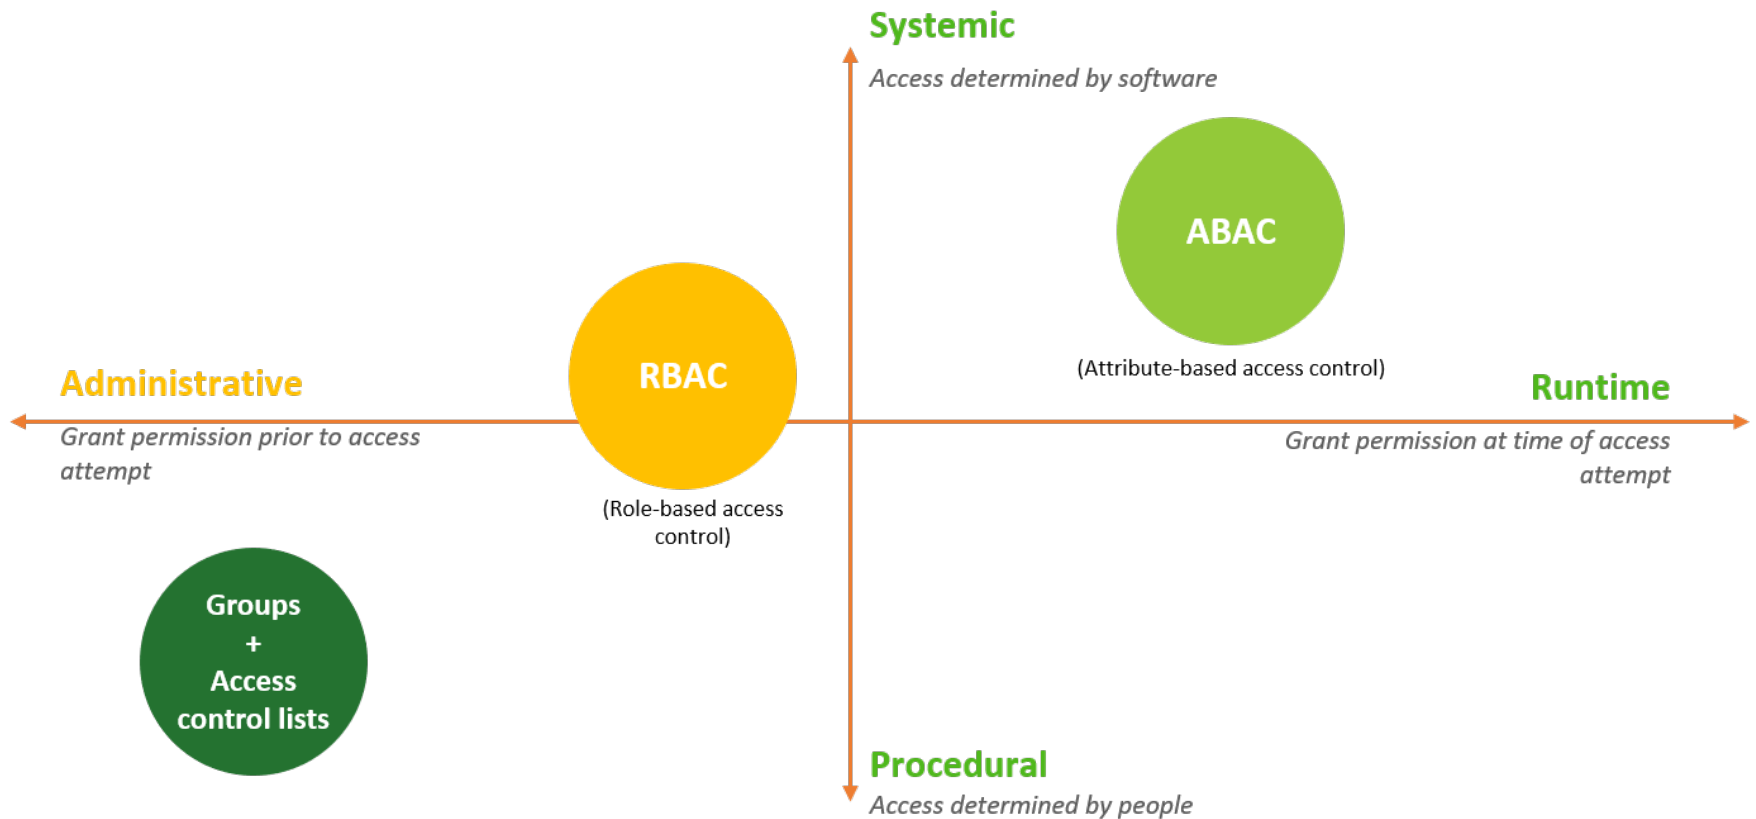 Systemic
Access determined by software
ABAC
(Attribute-based access control)
RBAC
(Role-based access
control)
Administrative
Grant permission prior to access
attempt
Runtime
Grant permission at time of access
attempt
Groups
+
Access
control lists
Procedural
Access determined by people